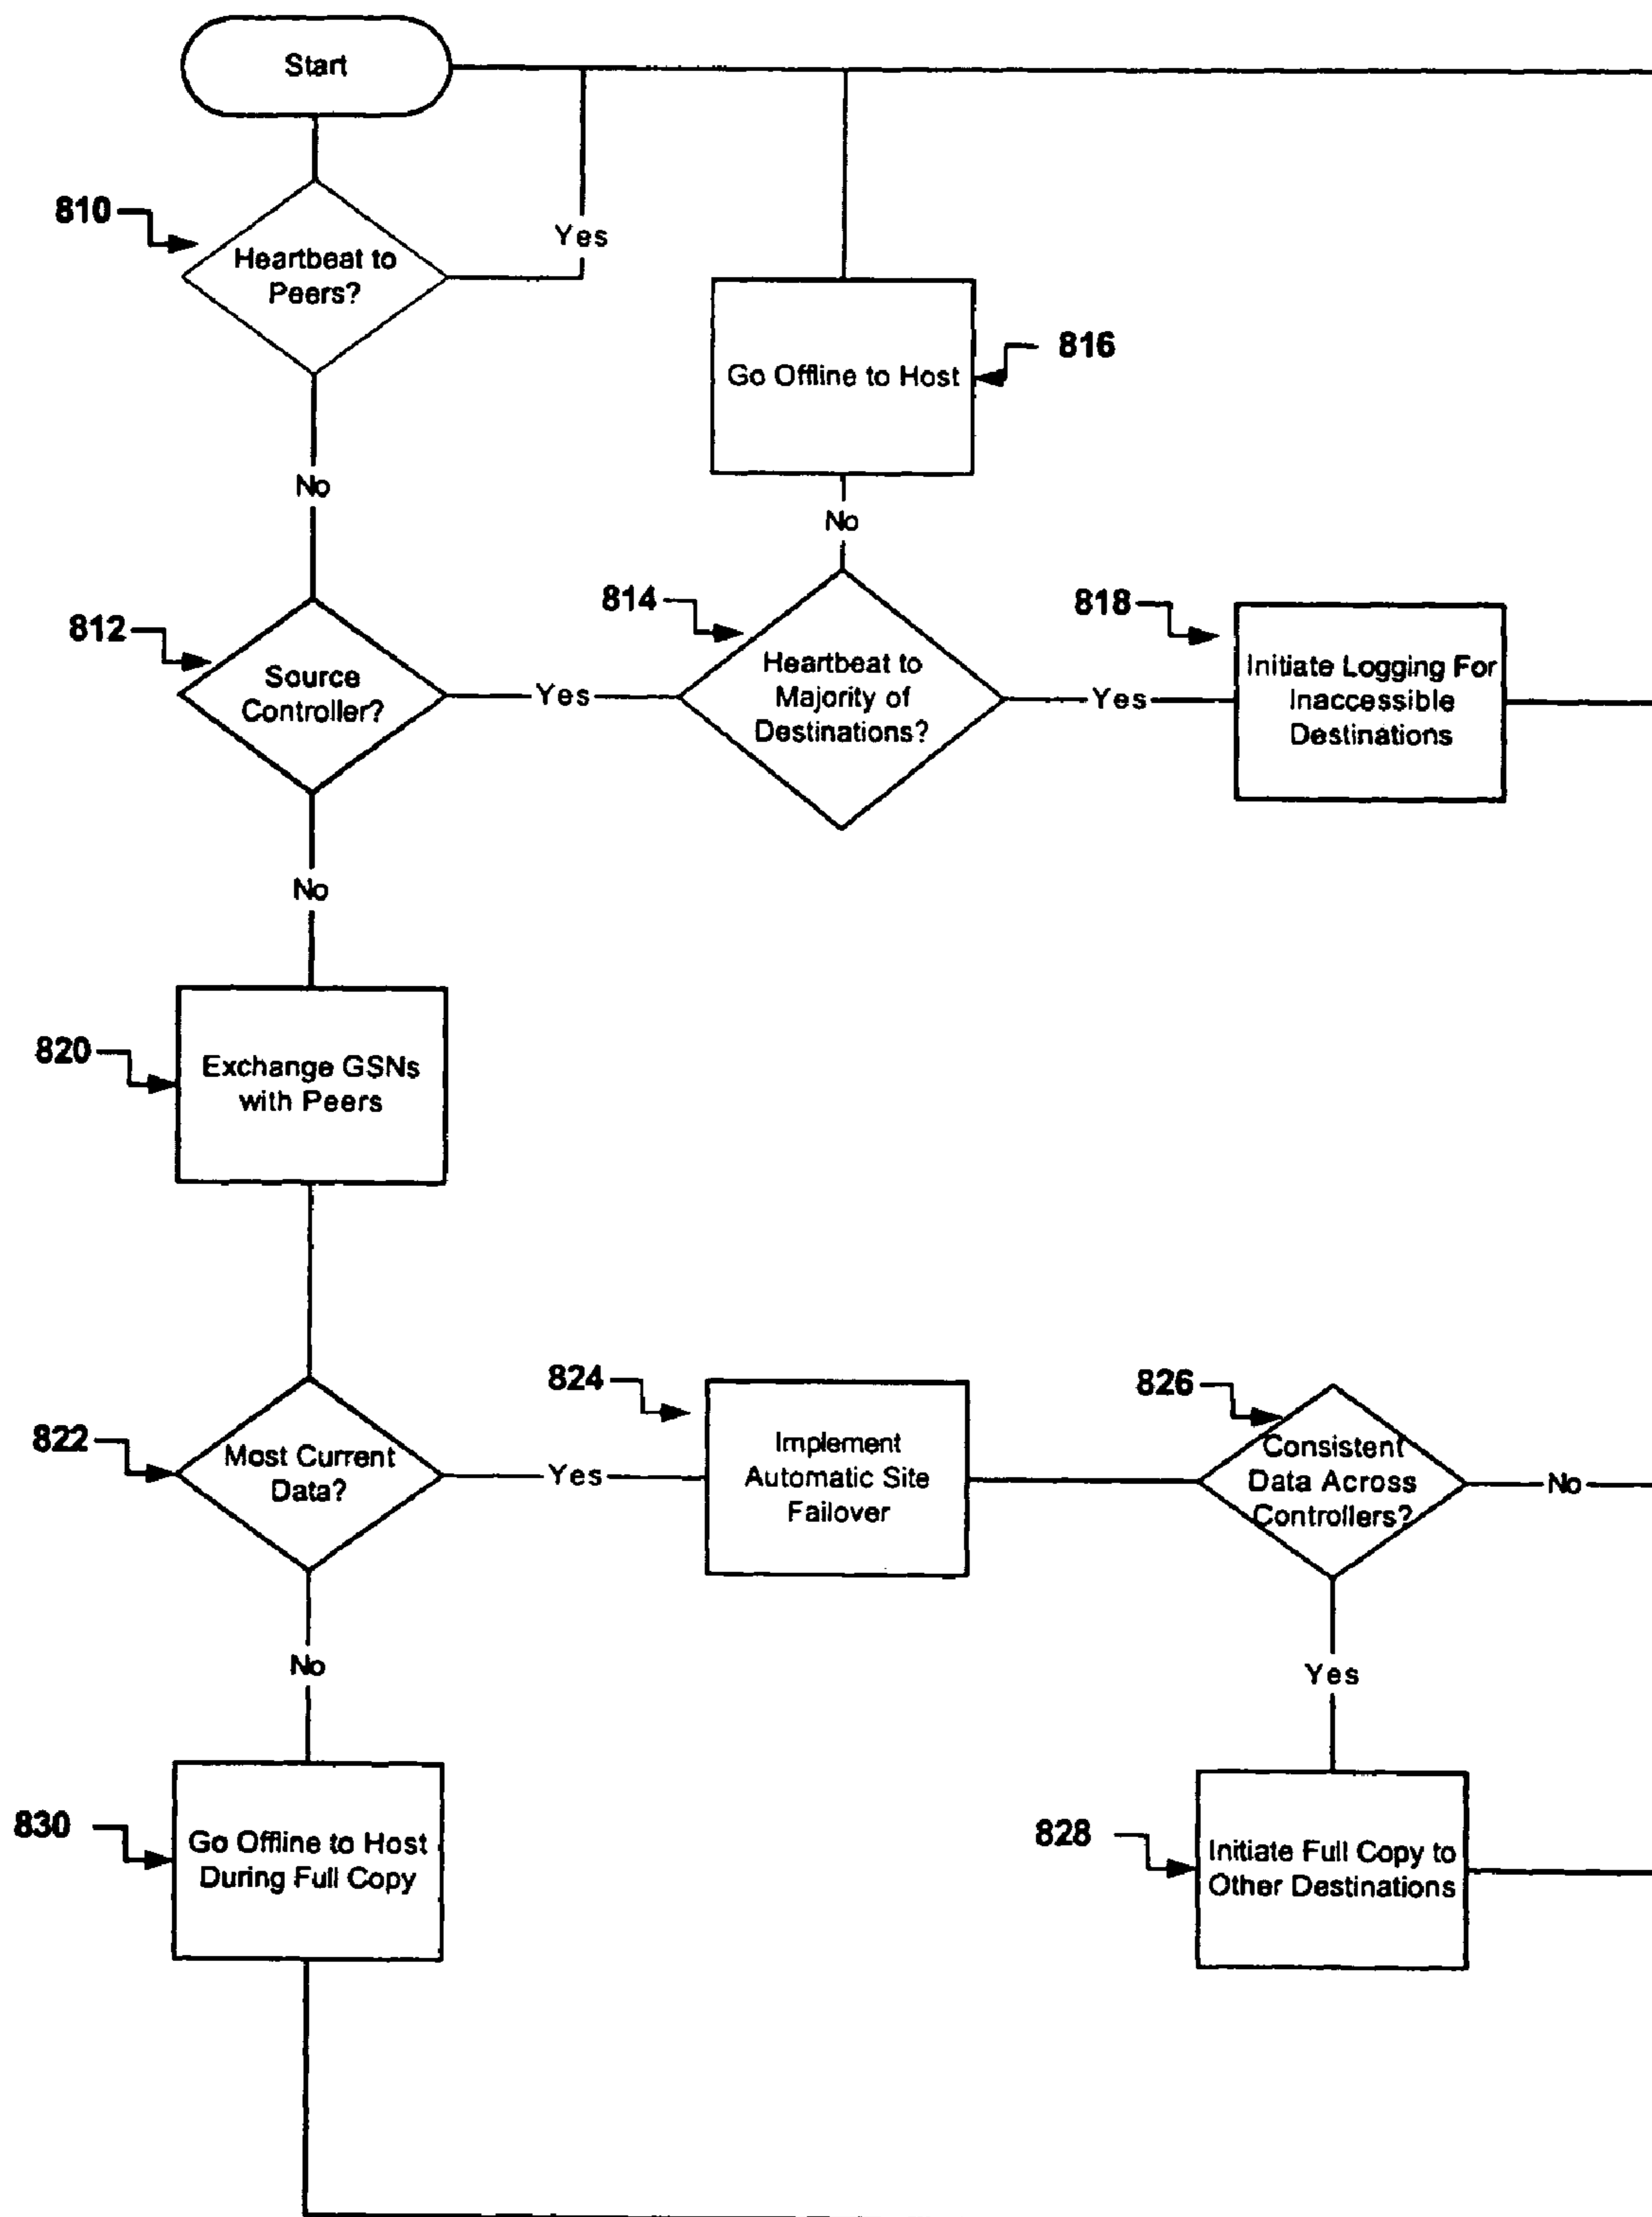 Start
810
Heartbeat to
Peers?
Yes
No
816
Go Offline to Host
No
812
Source
Controller?
Yes
814
Heartbeat to
Majority of
Destinations?
Yes
818
Initiate Logging For
Inaccessible
Destinations
No
820
Exchange GSNs
with Peers
822
Most Current
Data?
Yes
824
Implement
Automatic Site
Failover
826
Consistent
Data Across
Controllers?
No
No
Yes
830
Go Offline to Host
During Full Copy
828
Initiate Full Copy to
Other Destinations